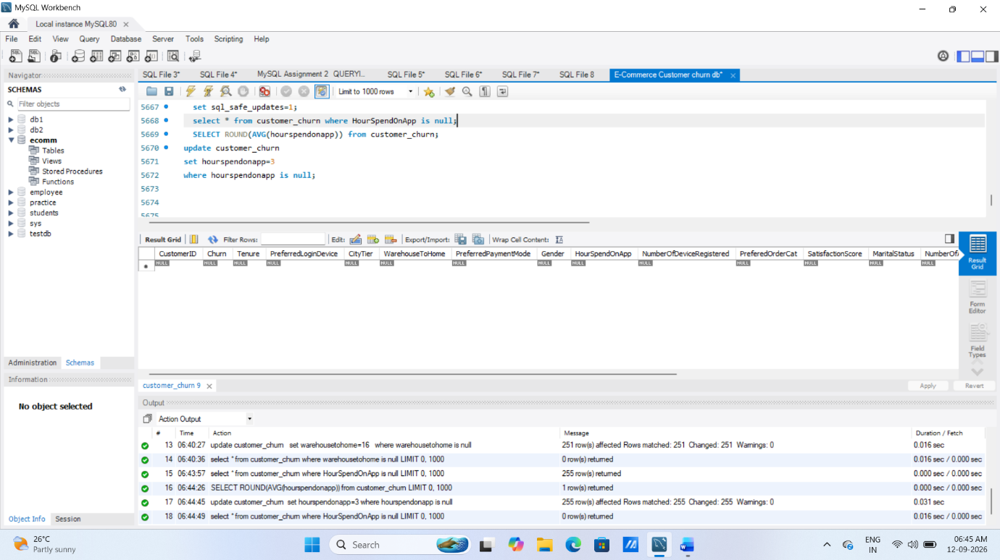 MySQL Workbench
Local instance MySQL80
File Edit View Query Database Server Tools Scripting Help
Navigator
SCHEMAS
Filter objects
db1
db2
ecomm
Tables
Views
Stored Procedures
Functions
employee
practice
students
sys
testdb
Administration Schemas
Information
No object selected
Object Info Session
SQL File 3* SQL File 4* MySQL Assignment 2 QUERYI... SQL File 5* SQL File 6* SQL File 7* SQL File 8 E-Commerce Customer churn db*
Limit to 1000 rows
5667 set sql_safe_updates=1;
5668 select * from customer_churn where HourSpendOnApp is null;
5669 SELECT ROUND(AVG(hourspendonapp)) from customer_churn;
5670 update customer_churn
5671 set hourspendonapp=3
5672 where hourspendonapp is null;
5673
5674
5675
Result Grid Filter Rows: Edit: Export/Import: Wrap Cell Content:
CustomerID Churn Tenure PreferredLoginDevice CityTier WarehouseToHome PreferredPaymentMode Gender HourSpendOnApp NumberOfDeviceRegistered PreferedOrderCat SatisfactionScore MaritalStatus NumberOfA
NULL NULL NULL NULL NULL NULL NULL NULL NULL NULL NULL NULL NULL NULL
Result Grid
Form Editor
Field Types
customer_churn 9
Apply Revert
Output
Action Output
# Time Action Message Duration / Fetch
13 06:40:27 update customer_churn set warehousetohome=16 where warehousetohome is null 251 row(s) affected Rows matched: 251 Changed: 251 Warnings: 0 0.016 sec
14 06:40:36 select * from customer_churn where warehousetohome is null LIMIT 0, 1000 0 row(s) returned 0.016 sec / 0.000 sec
15 06:43:57 select * from customer_churn where HourSpendOnApp is null LIMIT 0, 1000 255 row(s) returned 0.000 sec / 0.000 sec
16 06:44:26 SELECT ROUND(AVG(hourspendonapp)) from customer_churn LIMIT 0, 1000 1 row(s) returned 0.000 sec / 0.000 sec
17 06:44:45 update customer_churn set hourspendonapp=3 where hourspendonapp is null 255 row(s) affected Rows matched: 255 Changed: 255 Warnings: 0 0.031 sec
18 06:44:49 select * from customer_churn where HourSpendOnApp is null LIMIT 0, 1000 0 row(s) returned 0.016 sec / 0.000 sec
26°C
Partly sunny
Search
ENG
IN
06:45 AM
12-09-2026